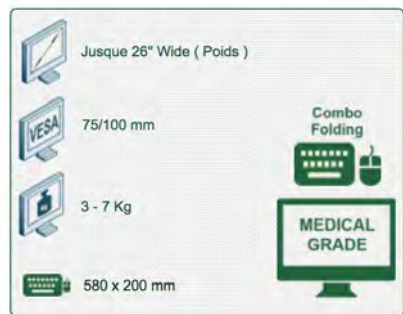 Jusque 26" Wide ( Poids )
VESA
75/100 mm
3 - 7 Kg
580 x 200 mm
Combo
Folding
MEDICAL
GRADE